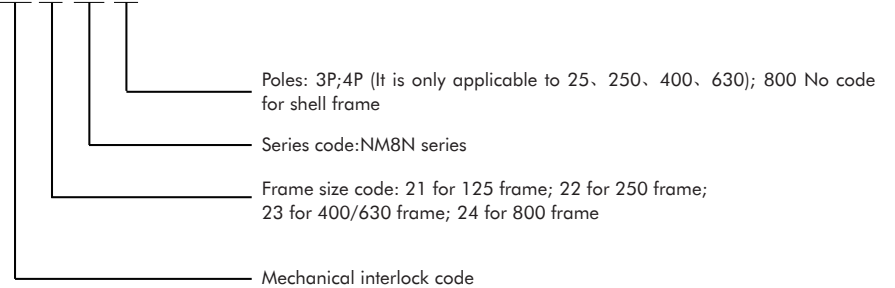 Poles: 3P;4P (It is only applicable to 25、250、400、630); 800 No code
for shell frame
Series code:NM8N series
Frame size code: 21 for 125 frame; 22 for 250 frame;
23 for 400/630 frame; 24 for 800 frame
Mechanical interlock code